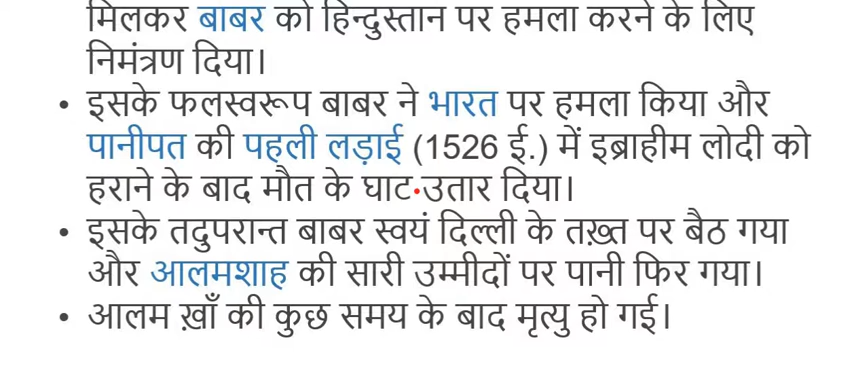 मिलकर बाबर को हिन्दुस्तान पर हमला करने के लिए
निमंत्रण दिया।
• इसके फलस्वरूप बाबर ने भारत पर हमला किया और
पानीपत की पहली लड़ाई (1526 ई.) में इब्राहीम लोदी को
हराने के बाद मौत के घाट उतार दिया।
• इसके तदुपरान्त बाबर स्वयं दिल्ली के तख़्त पर बैठ गया
और आलमशाह की सारी उम्मीदों पर पानी फिर गया।
• आलम ख़ाँ की कुछ समय के बाद मृत्यु हो गई।